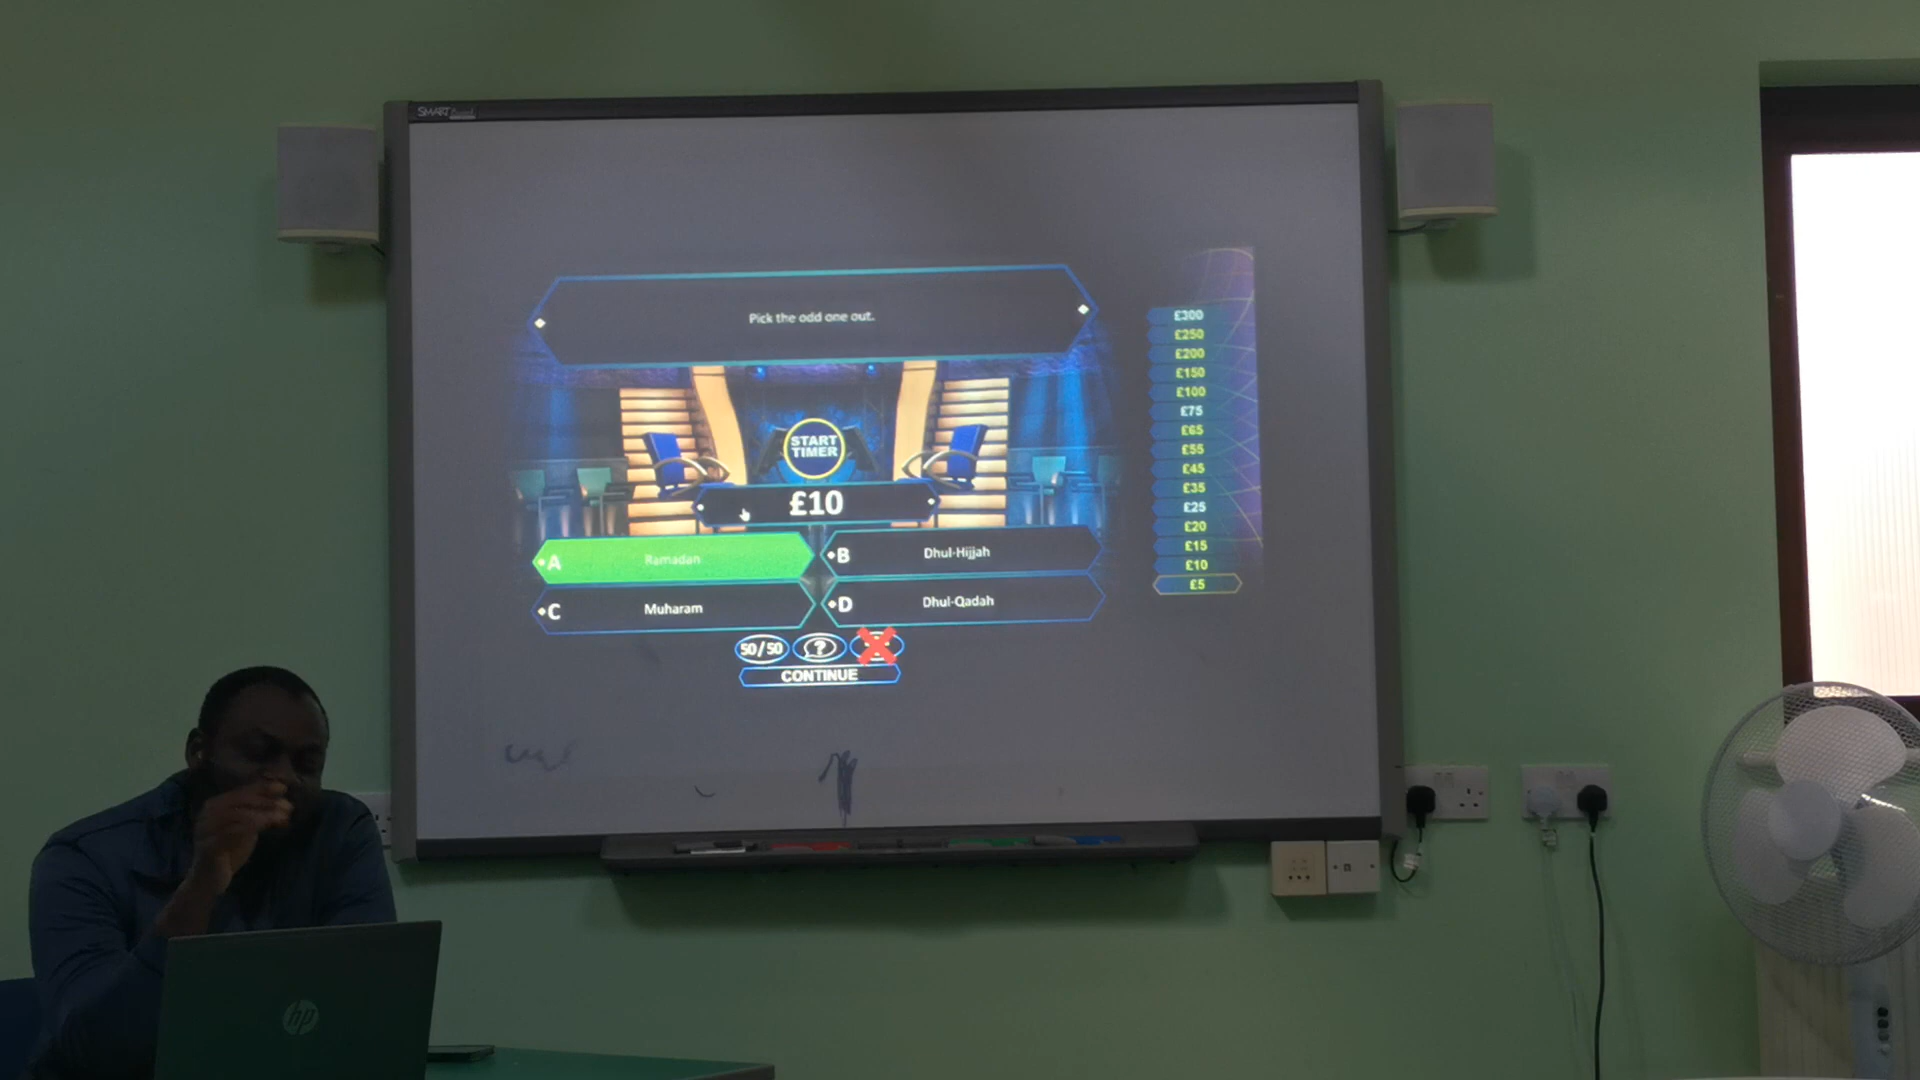 SMART
Pick the odd one out.
START
TIMER
£10
A Ramadan
B Dhul-Hijjah
C Muharam
D Dhul-Qadah
50/50
?
CONTINUE
£300
£250
£200
£150
£100
£75
£65
£55
£45
£35
£25
£20
£15
£10
£5
hp